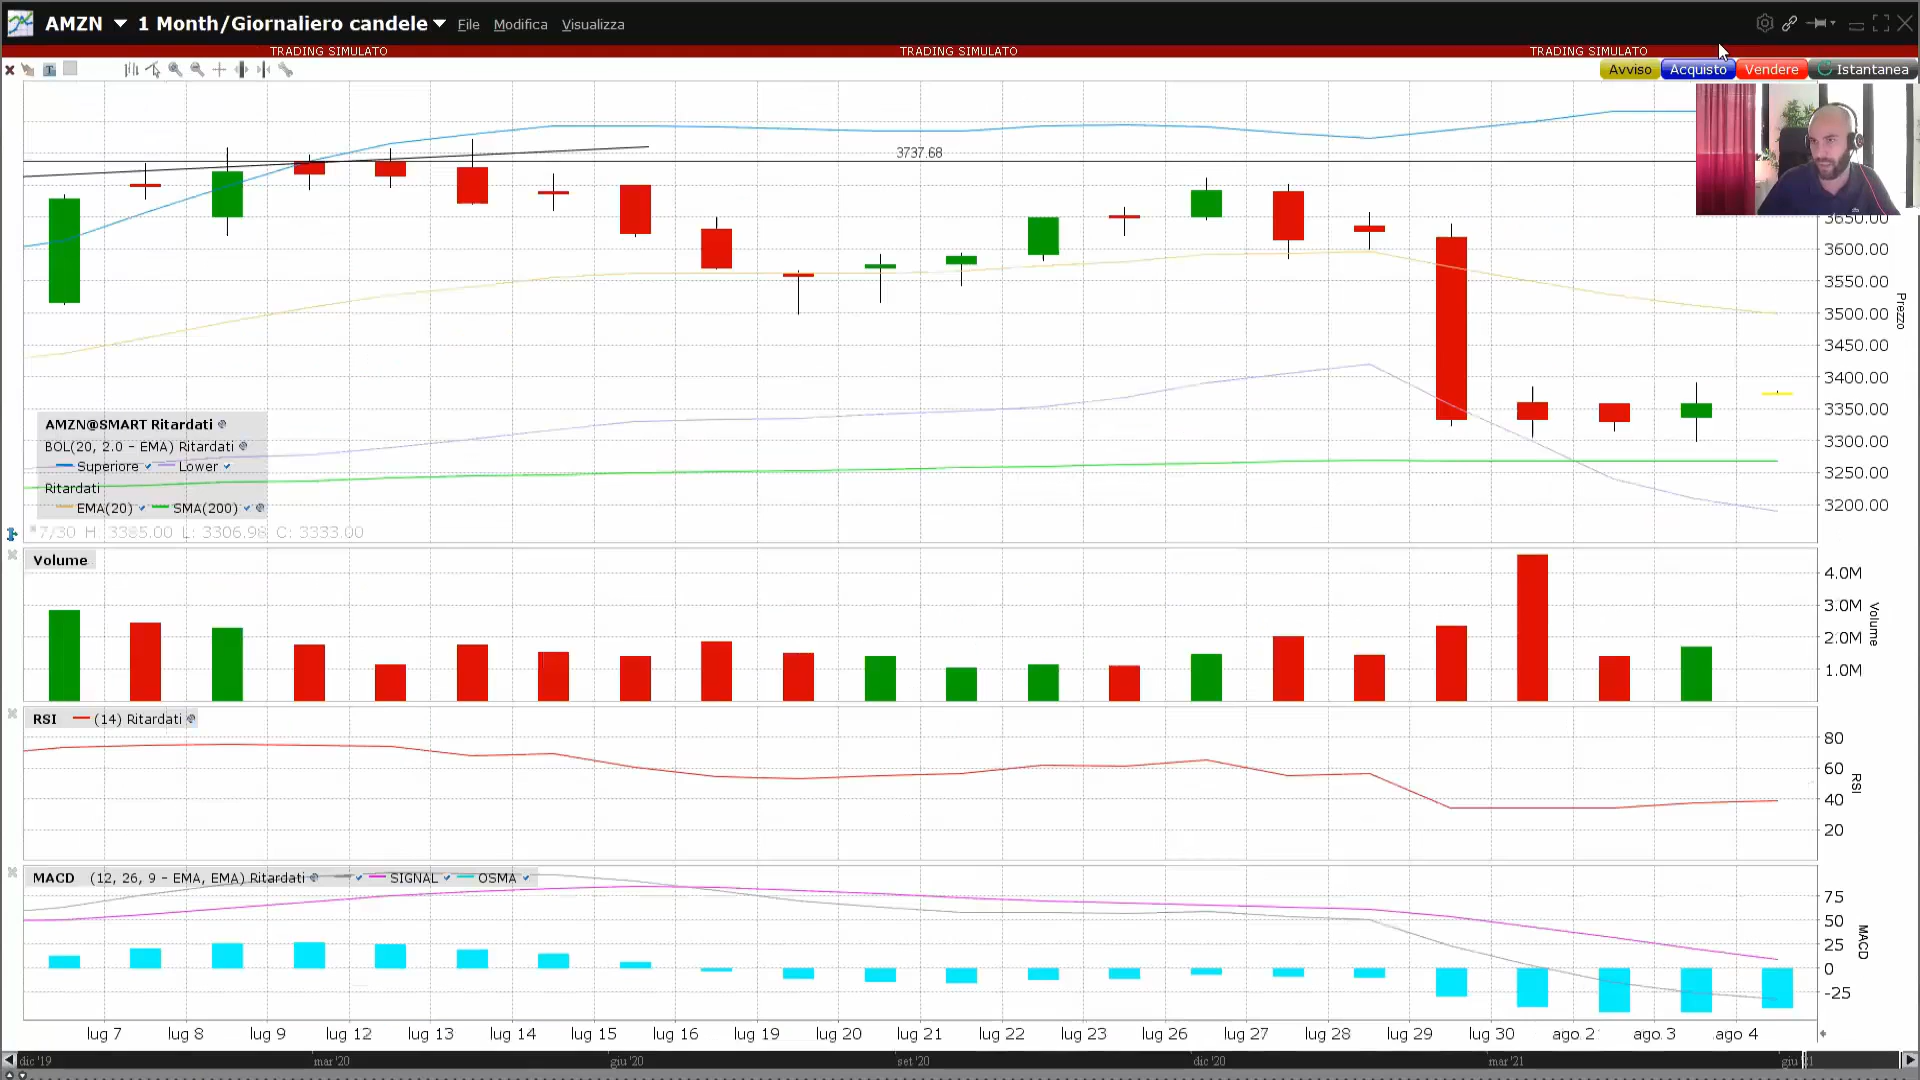 AMZN 1 Month/Giornaliero candele File Modifica Visualizza
TRADING SIMULATO TRADING SIMULATO TRADING SIMULATO
Avviso Acquisto Vendere Istantanea
3737.68
3650.00
3600.00
3550.00
3500.00
3450.00
3400.00
3350.00
3300.00
3250.00
3200.00
Prezzo
AMZN@SMART Ritardati
BOL(20, 2.0 - EMA) Ritardati
Superiore Lower
Ritardati
EMA(20) SMA(200)
7/30 H: 3385.00 L: 3306.98 C: 3333.00
Volume
4.0M
3.0M
2.0M
1.0M
Volume
RSI (14) Ritardati
80
60
40
20
RSI
MACD (12, 26, 9 - EMA, EMA) Ritardati SIGNAL OSMA
75
50
25
0
-25
MACD
lug 7 lug 8 lug 9 lug 12 lug 13 lug 14 lug 15 lug 16 lug 19 lug 20 lug 21 lug 22 lug 23 lug 26 lug 27 lug 28 lug 29 lug 30 ago 2 ago 3 ago 4
dic '19 mar '20 giu '20 set '20 dic '20 mar '21